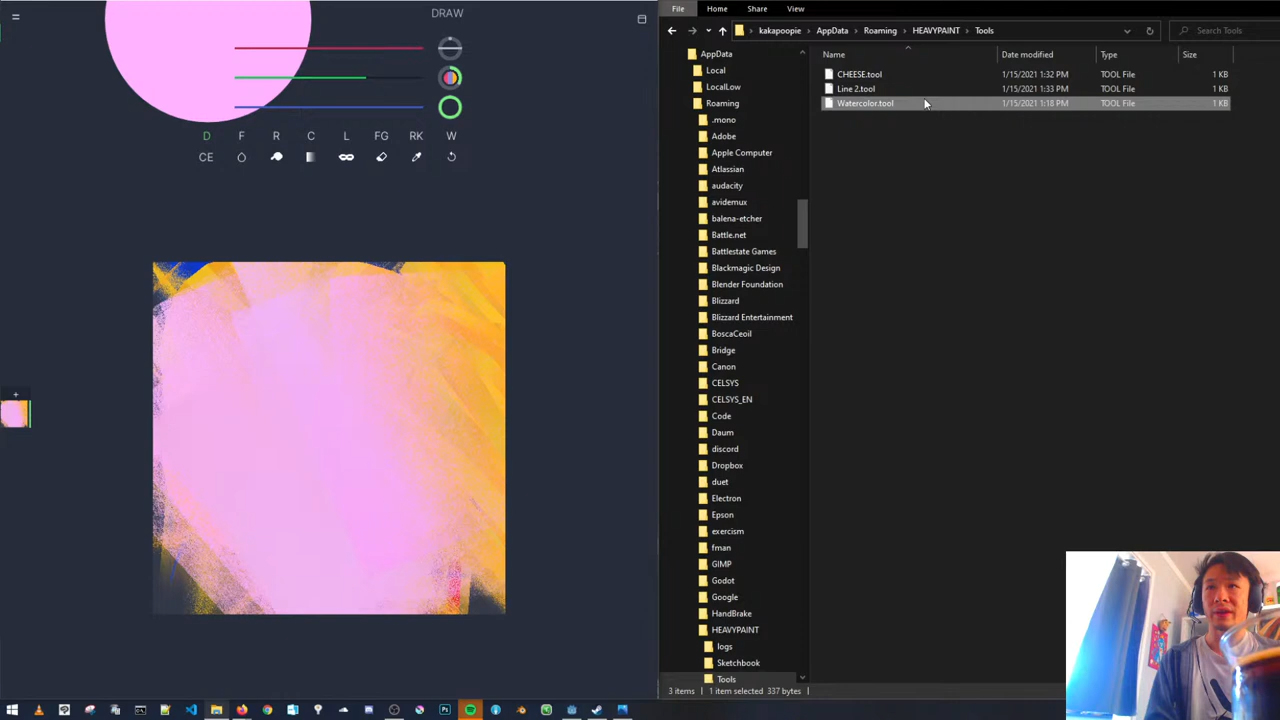 DRAW
D F R C L FG RK W
CE
File Home Share View
kakapoopie > AppData > Roaming > HEAVYPAINT > Tools
Search Tools
Name Date modified Type Size
CHEESE.tool 1/15/2021 1:32 PM TOOL File 1 KB
Line 2.tool 1/15/2021 1:33 PM TOOL File 1 KB
Watercolor.tool 1/15/2021 1:18 PM TOOL File 1 KB
AppData
Local
LocalLow
Roaming
.mono
Adobe
Apple Computer
Atlassian
audacity
avidemux
balena-etcher
Battle.net
Battlestate Games
Blackmagic Design
Blender Foundation
Blizzard
Blizzard Entertainment
BoscaCeoil
Bridge
Canon
CELSYS
CELSYS_EN
Code
Daum
discord
Dropbox
duet
Electron
Epson
exercism
fman
GIMP
Godot
Google
HandBrake
HEAVYPAINT
logs
Sketchbook
Tools
3 items 1 item selected 337 bytes